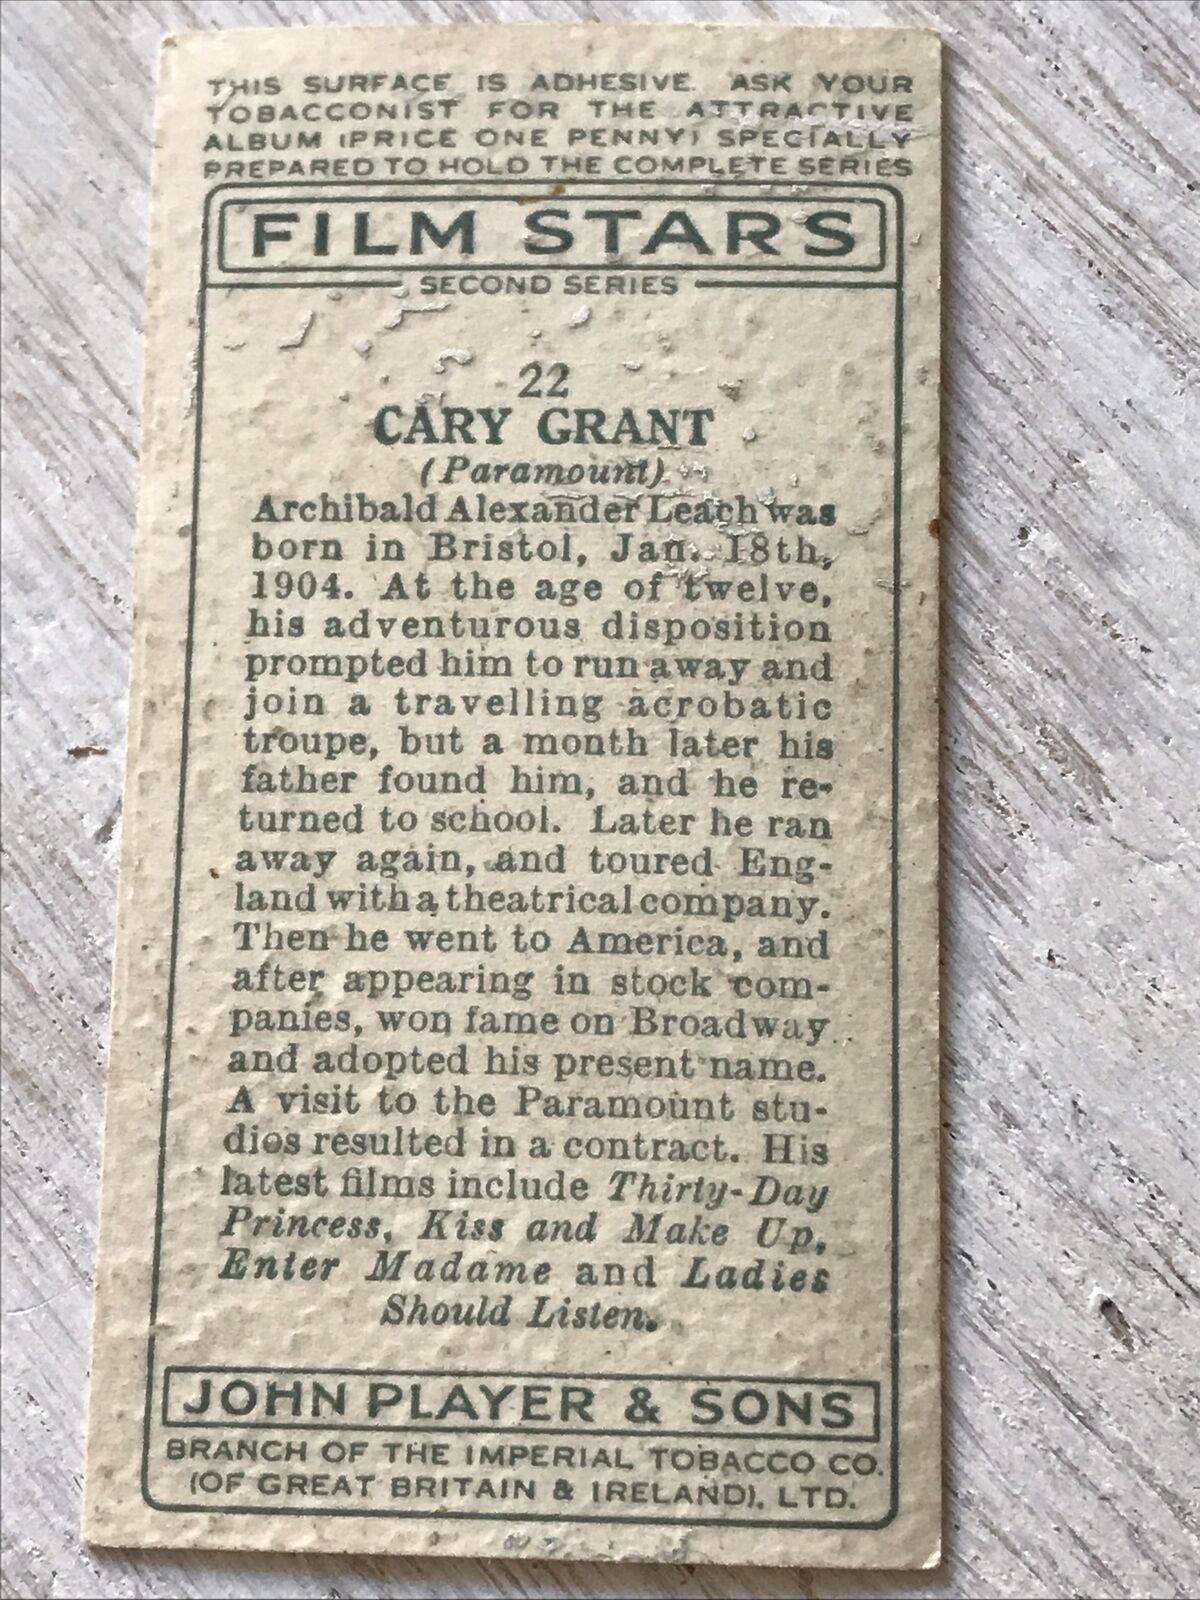 THIS SURFACE IS ADHESIVE. ASK YOUR
TOBACCONIST FOR THE ATTRACTIVE
ALBUM (PRICE ONE PENNY) SPECIALLY
PREPARED TO HOLD THE COMPLETE SERIES
FILM STARS
SECOND SERIES
22
CARY GRANT
(Paramount)
Archibald Alexander Leach was
born in Bristol, Jan. 18th,
1904. At the age of twelve,
his adventurous disposition
prompted him to run away and
join a travelling acrobatic
troupe, but a month later his
father found him, and he re-
turned to school. Later he ran
away again, and toured Eng-
land with a theatrical company.
Then he went to America, and
after appearing in stock com-
panies, won fame on Broadway
and adopted his present name.
A visit to the Paramount stu-
dios resulted in a contract. His
latest films include Thirty-Day
Princess, Kiss and Make Up,
Enter Madame and Ladies
Should Listen.
JOHN PLAYER & SONS
BRANCH OF THE IMPERIAL TOBACCO CO.
(OF GREAT BRITAIN & IRELAND), LTD.